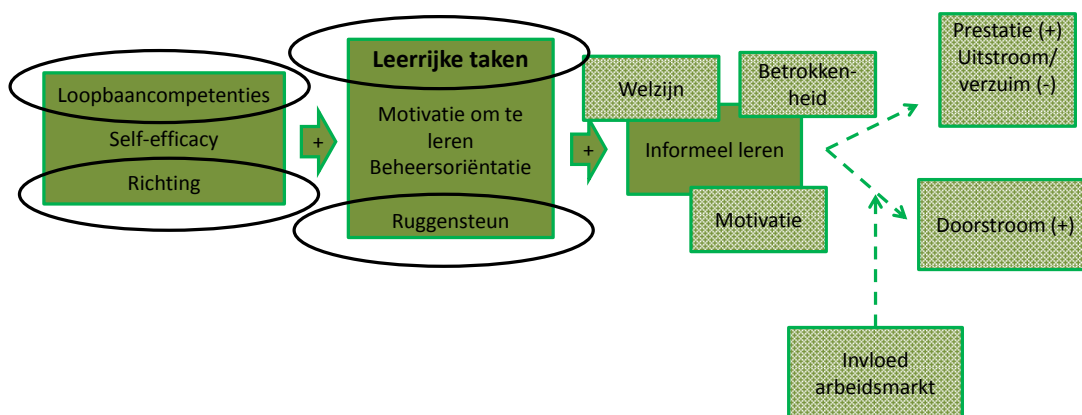 Loopbaancompetenties
Self-efficacy
Richting
+
Leerrijke taken
Motivatie om te
leren
Beheersoriëntatie
Ruggensteun
+
Welzijn
Betrokken-
heid
Informeel leren
Motivatie
Prestatie (+)
Uitstroom/
verzuim (-)
Doorstroom (+)
Invloed
arbeidsmarkt